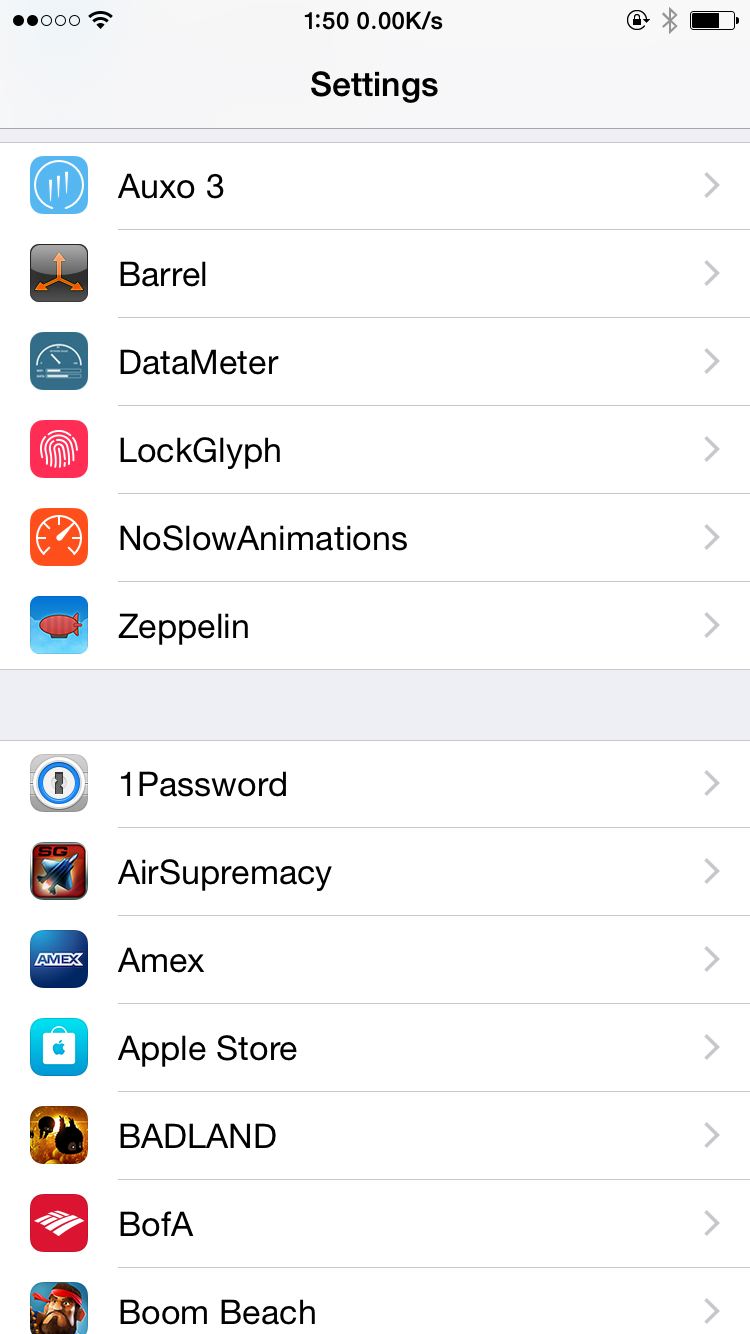 1:50 0.00K/s
Settings
Auxo 3
Barrel
DataMeter
LockGlyph
NoSlowAnimations
Zeppelin
1Password
SG
AirSupremacy
AMEX
Amex
Apple Store
BADLAND
BofA
Boom Beach